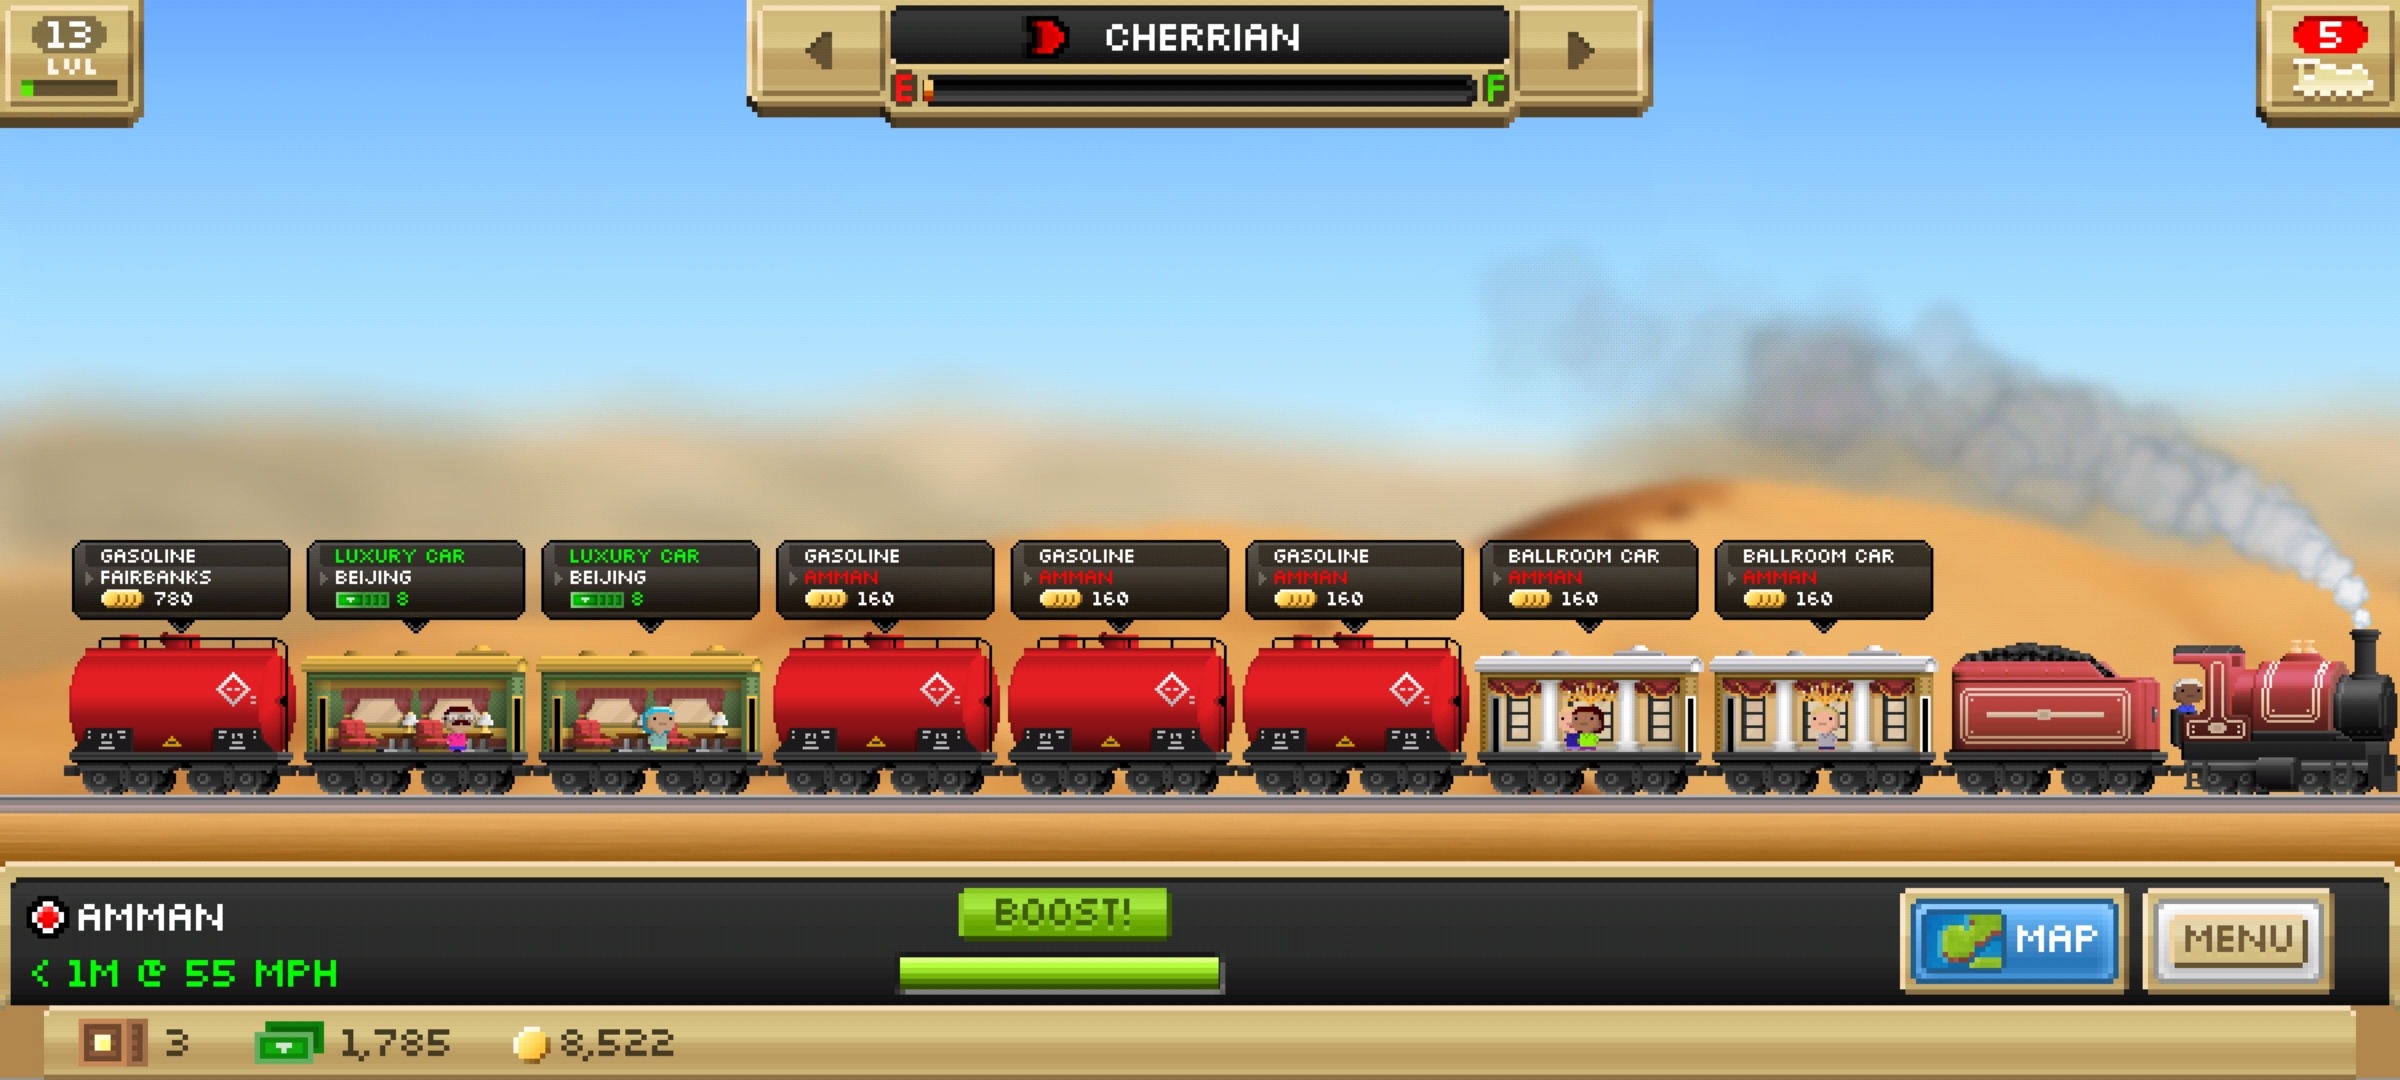 13
LVL
CHERRIAN
E F
5
GASOLINE
FAIRBANKS
780
LUXURY CAR
BEIJING
8
LUXURY CAR
BEIJING
8
GASOLINE
AMMAN
160
GASOLINE
AMMAN
160
GASOLINE
AMMAN
160
BALLROOM CAR
AMMAN
160
BALLROOM CAR
AMMAN
160
AMMAN
< 1M @ 55 MPH
BOOST!
MAP
MENU
3
1,785
8,522